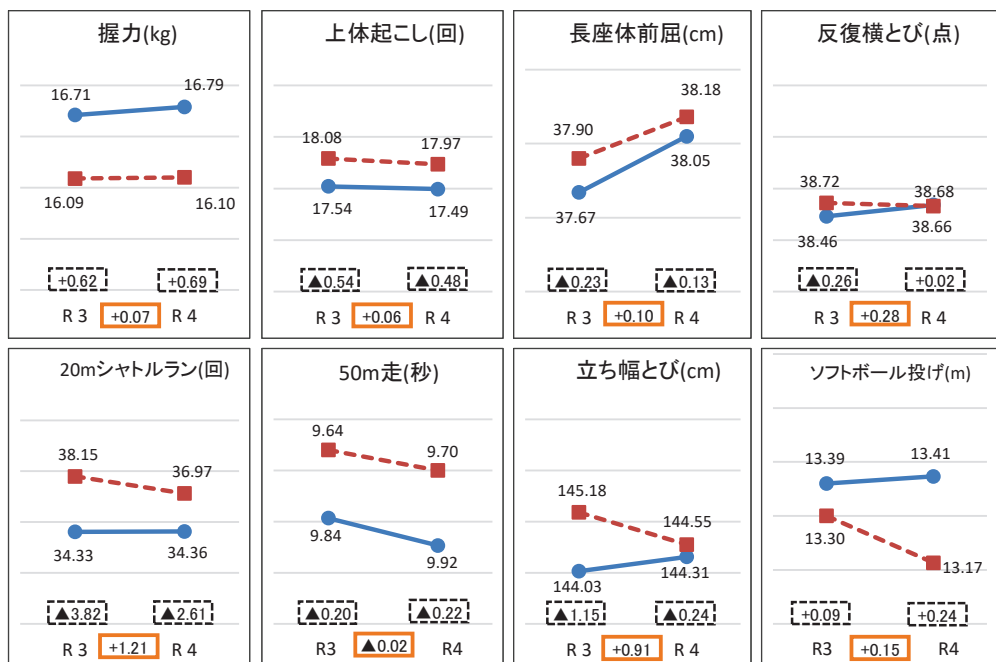 握力(kg)
16.71
16.79
16.09
16.10
+0.62
+0.69
R 3
+0.07
R 4
上体起こし(回)
18.08
17.97
17.54
17.49
▲0.54
▲0.48
R 3
+0.06
R 4
長座体前屈(cm)
37.90
38.18
37.67
38.05
▲0.23
▲0.13
R 3
+0.10
R 4
反復横とび(点)
38.72
38.68
38.46
38.66
▲0.26
+0.02
R 3
+0.28
R 4
20mシャトルラン(回)
38.15
36.97
34.33
34.36
▲3.82
▲2.61
R 3
+1.21
R 4
50m走(秒)
9.64
9.70
9.84
9.92
▲0.20
▲0.22
R3
▲0.02
R4
立ち幅とび(cm)
145.18
144.55
144.03
144.31
▲1.15
▲0.24
R 3
+0.91
R 4
ソフトボール投げ(m)
13.39
13.41
13.30
13.17
+0.09
+0.24
R3
+0.15
R4